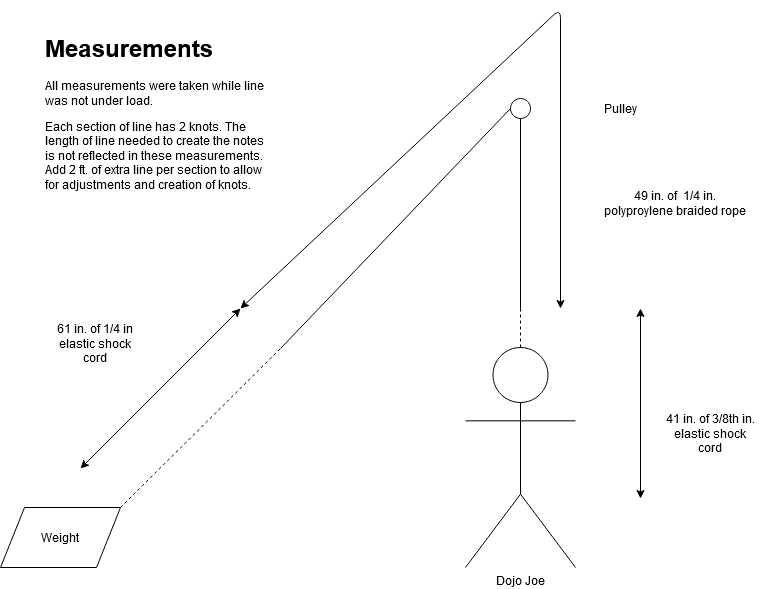 Measurements
All measurements were taken while line
was not under load.
Each section of line has 2 knots. The
length of line needed to create the notes
is not reflected in these measurements.
Add 2 ft. of extra line per section to allow
for adjustments and creation of knots.
Pulley
49 in. of 1/4 in.
polyproylene braided rope
61 in. of 1/4 in
elastic shock
cord
41 in. of 3/8th in.
elastic shock
cord
Weight
Dojo Joe